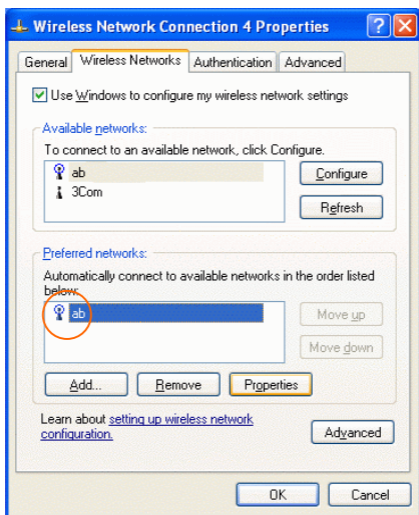 Wireless Network Connection 4 Properties
General Wireless Networks Authentication Advanced
Use Windows to configure my wireless network settings
Available networks:
To connect to an available network, click Configure.
ab
Configure
3Com
Refresh
Preferred networks:
Automatically connect to available networks in the order listed
below:
ab
Move up
Move down
Add... Remove Properties
Learn about setting up wireless network
configuration.
Advanced
OK Cancel